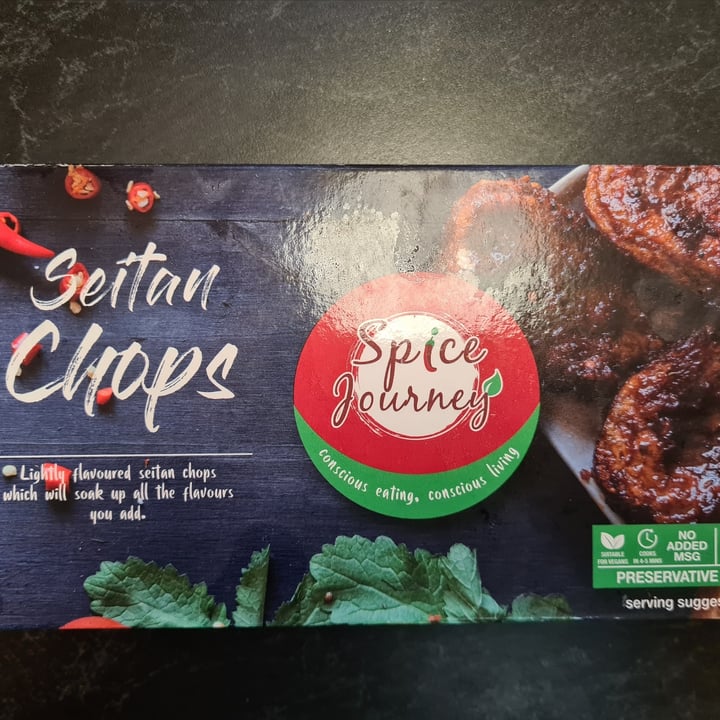 Seitan
Chops
Lightly flavoured seitan chops
which will soak up all the flavours
you add.
Spice
Journey
conscious eating, conscious living
SUITABLE
FOR VEGANS
COOKS
IN 4-5 MINS
NO
ADDED
MSG
PRESERVATIVE
serving